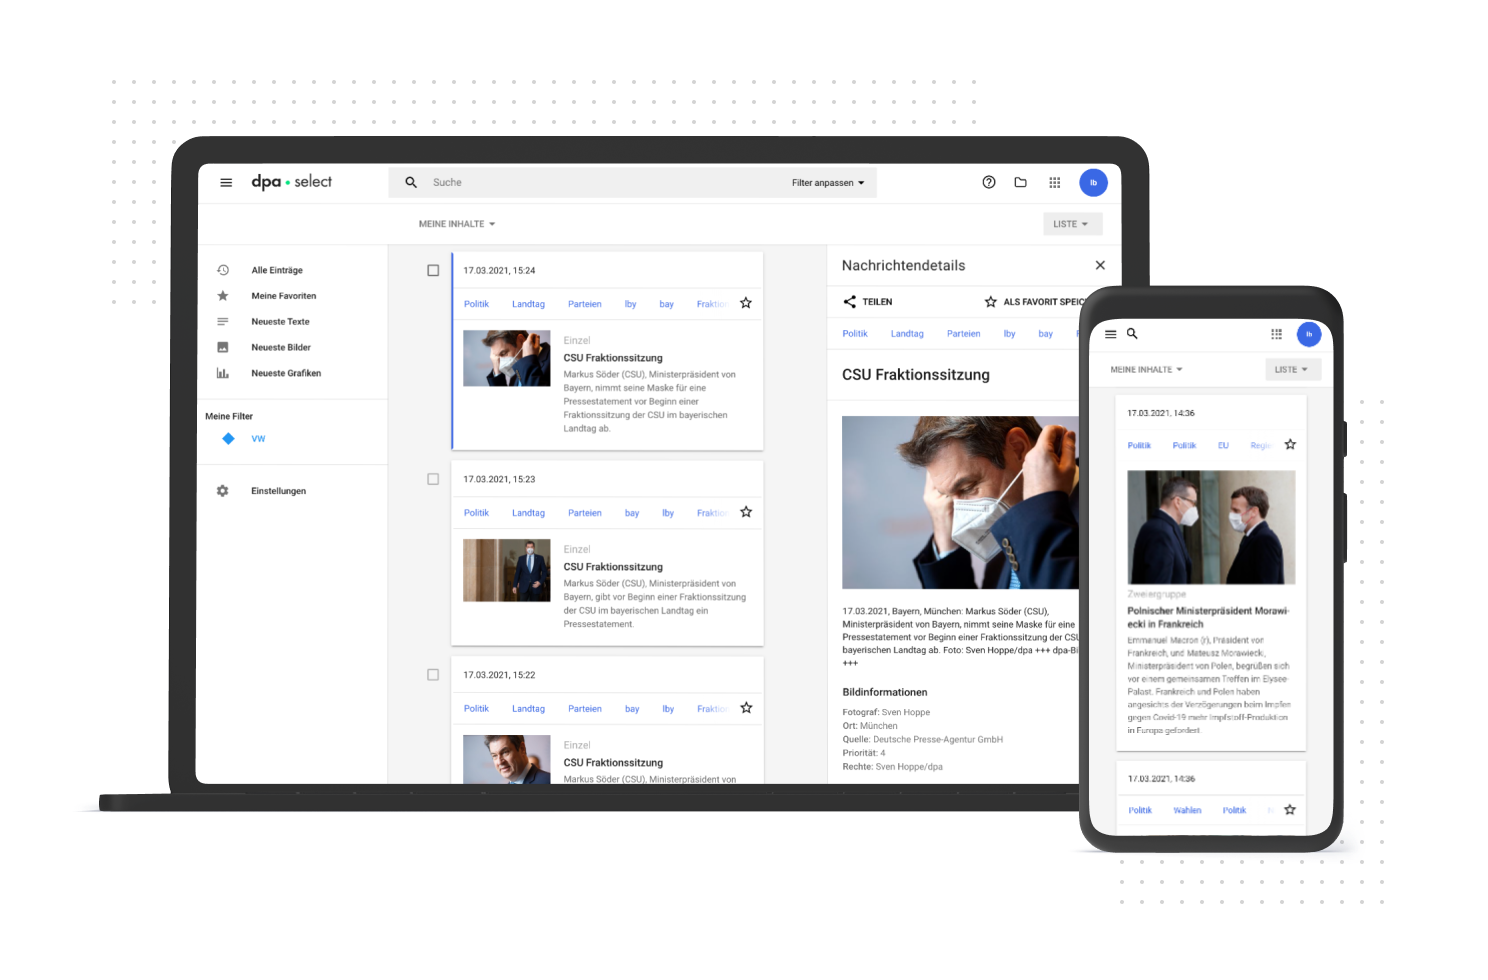 dpa • select
Suche
Filter anpassen
lb
MEINE INHALTE
LISTE
Alle Einträge
Meine Favoriten
Neueste Texte
Neueste Bilder
Neueste Grafiken
Meine Filter
VW
Einstellungen
17.03.2021, 15:24
Politik Landtag Parteien lby bay Fraktion
Einzel
CSU Fraktionssitzung
Markus Söder (CSU), Ministerpräsident von
Bayern, nimmt seine Maske für eine
Pressestatement vor Beginn einer
Fraktionssitzung der CSU im bayerischen
Landtag ab.
17.03.2021, 15:23
Politik Landtag Parteien bay lby Fraktion
Einzel
CSU Fraktionssitzung
Markus Söder (CSU), Ministerpräsident von
Bayern, gibt vor Beginn einer Fraktionssitzung
der CSU im bayerischen Landtag ein
Pressestatement.
17.03.2021, 15:22
Politik Landtag Parteien bay lby Fraktion
Einzel
CSU Fraktionssitzung
Markus Söder (CSU), Ministerpräsident von
Nachrichtendetails
TEILEN
ALS FAVORIT SPEIC
Politik Landtag Parteien lby bay F
CSU Fraktionssitzung
17.03.2021, Bayern, München: Markus Söder (CSU),
Ministerpräsident von Bayern, nimmt seine Maske für eine
Pressestatement vor Beginn einer Fraktionssitzung der CSU
bayerischen Landtag ab. Foto: Sven Hoppe/dpa +++ dpa-Bi
+++
Bildinformationen
Fotograf: Sven Hoppe
Ort: München
Quelle: Deutsche Presse-Agentur GmbH
Priorität: 4
Rechte: Sven Hoppe/dpa
lb
MEINE INHALTE
LISTE
17.03.2021, 14:36
Politik Politik EU Regie
Zweiergruppe
Polnischer Ministerpräsident Morawi-
ecki in Frankreich
Emmanuel Macron (r), Präsident von
Frankreich, und Mateusz Morawiecki,
Ministerpräsident von Polen, begrüßen sich
vor einem gemeinsamen Treffen im Elysee-
Palast. Frankreich und Polen haben
angesichts der Verzögerungen beim Impfen
gegen Covid-19 mehr Impfstoff-Produktion
in Europa gefordert.
17.03.2021, 14:36
Politik Wahlen Politik